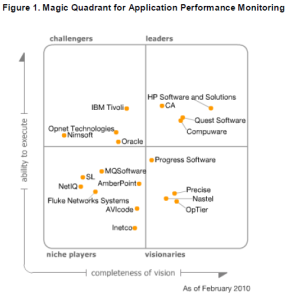 Figure 1. Magic Quadrant for Application Performance Monitoring
challengers
leaders
HP Software and Solutions
IBM Tivoli
CA
Quest Software
Opnet Technologies
Compuware
Nimsoft
Oracle
Progress Software
MQSoftware
SL
AmberPoint
NetIQ
Precise
Fluke Networks Systems
Nastel
AVIcode
OpTier
Inetco
niche players
visionaries
ability to execute
completeness of vision
As of February 2010